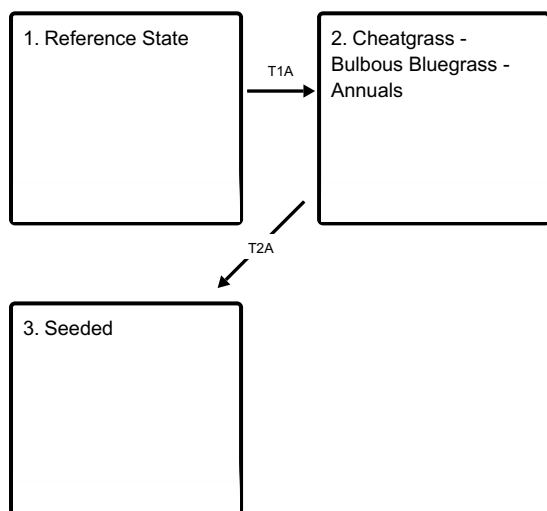 1. Reference State
T1A
2. Cheatgrass -
Bulbous Bluegrass -
Annuals
T2A
3. Seeded